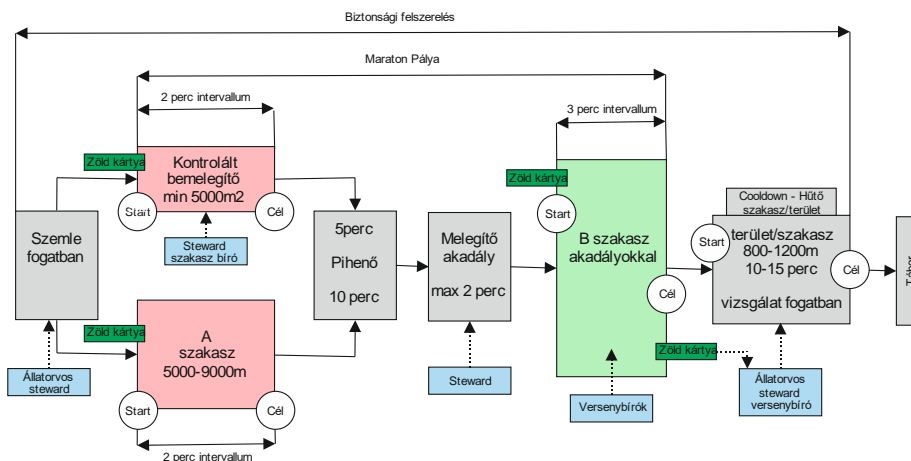 Biztonsági felszerelés
Maraton Pálya
2 perc intervallum
3 perc intervallum
Zöld kártya
Kontrolált
bemelegítő
min 5000m2
Start
Cél
Steward
szakasz bíró
Szemle
fogatban
Állatorvos
steward
Zöld kártya
A
szakasz
5000-9000m
Start
Cél
2 perc intervallum
5perc
Pihenő
10 perc
Melegítő
akadály
max 2 perc
Steward
Zöld kártya
Start
B szakasz
akadályokkal
Cél
Versenybírók
Zöld kártya
Cooldown - Hűtő
szakasz/terület
Start
terület/szakasz
800-1200m
10-15 perc
vizsgálat fogatban
Cél
Állatorvos
steward
versenybíró